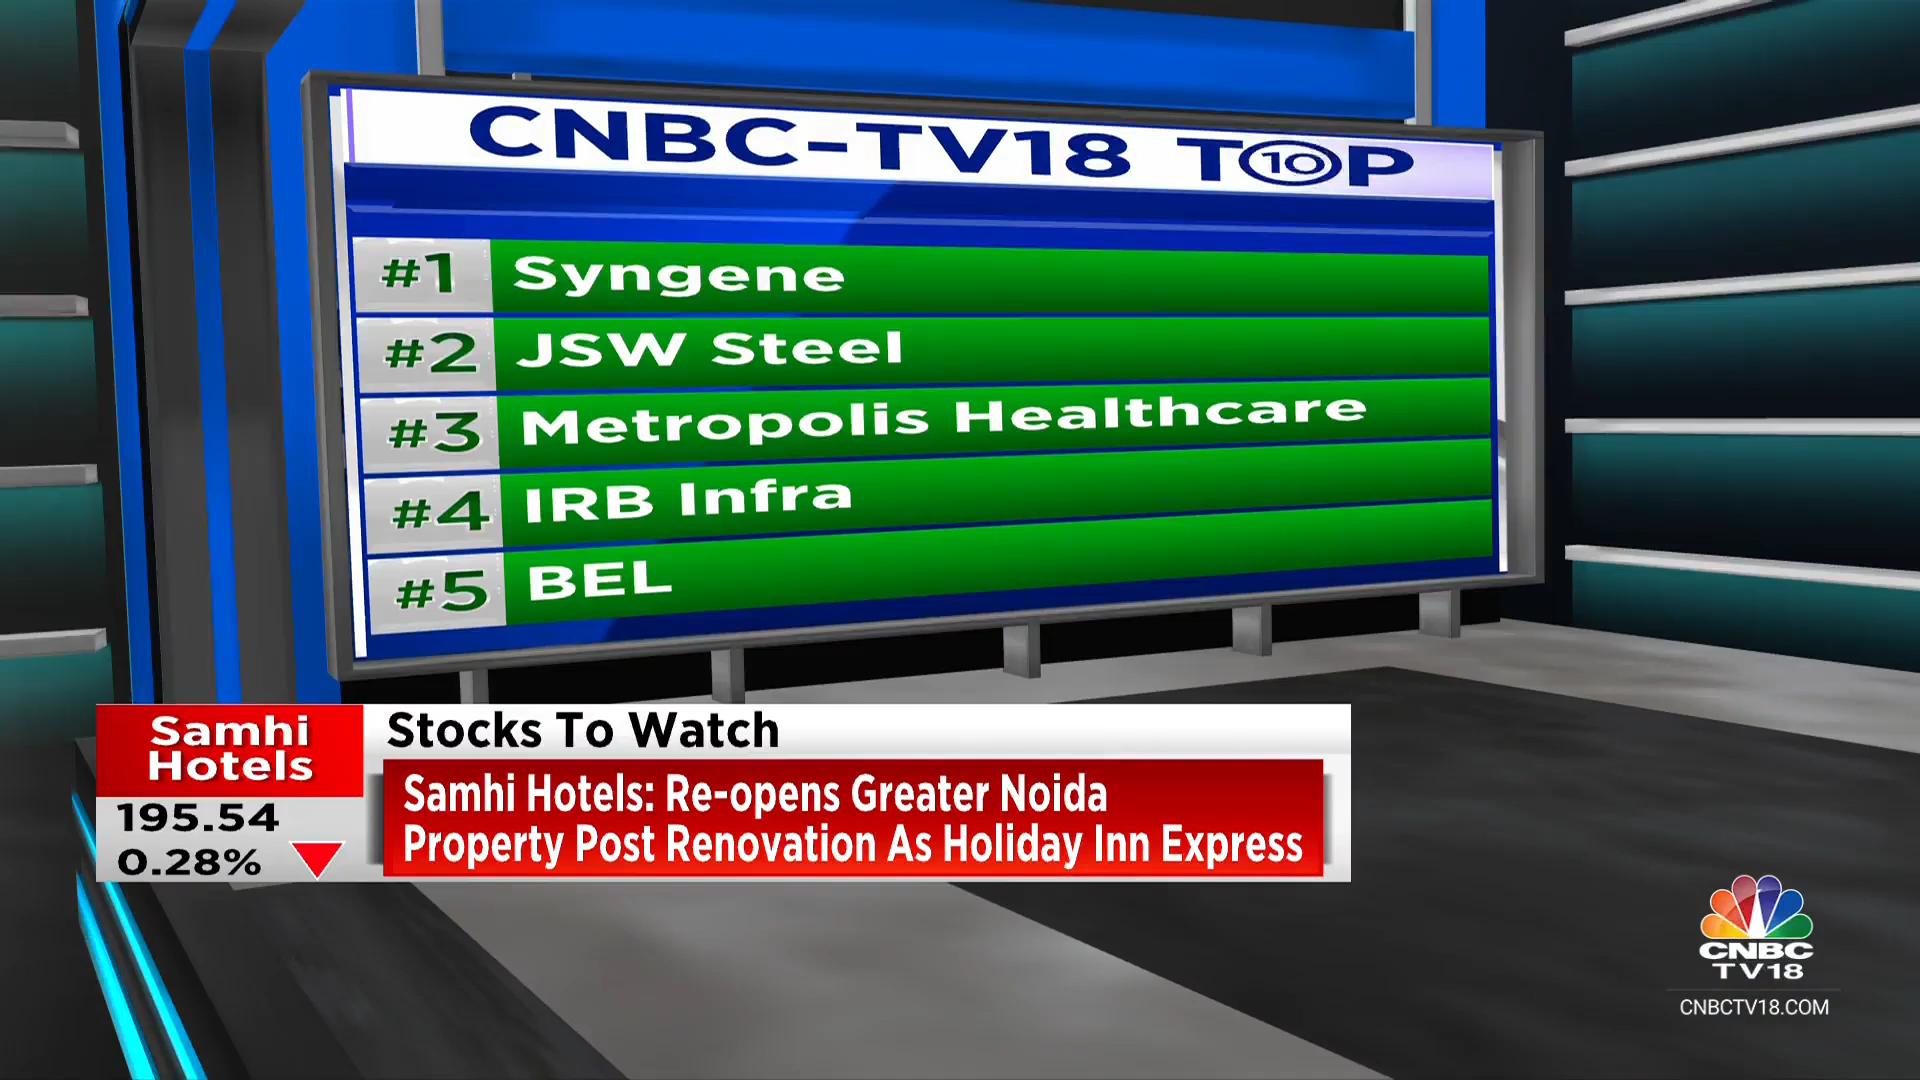 CNBC-TV18 TOP
10
#1 Syngene
#2 JSW Steel
#3 Metropolis Healthcare
#4 IRB Infra
#5 BEL
Samhi
Hotels
195.54
0.28%
Stocks To Watch
Samhi Hotels: Re-opens Greater Noida
Property Post Renovation As Holiday Inn Express
CNBC
TV18
CNBCTV18.COM